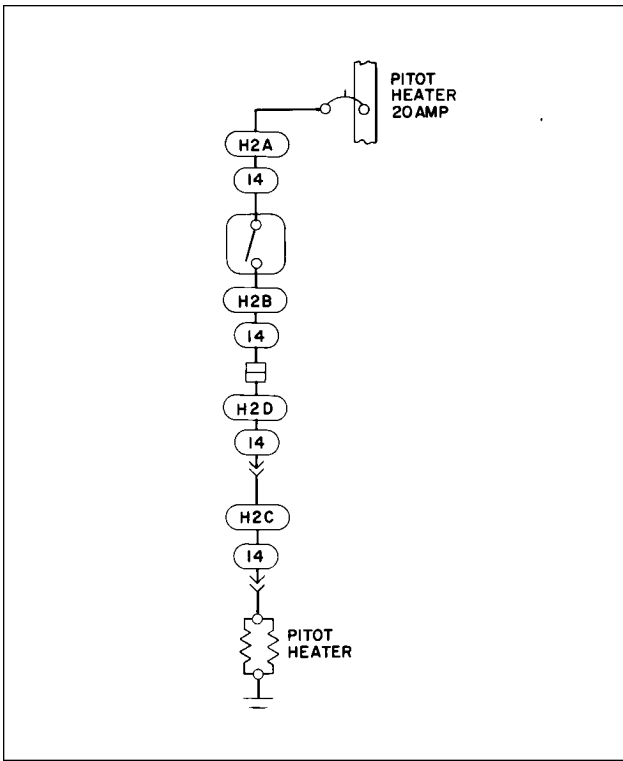 PITOT
HEATER
20 AMP
H2A
14
H2B
14
H2D
14
H2C
14
PITOT
HEATER